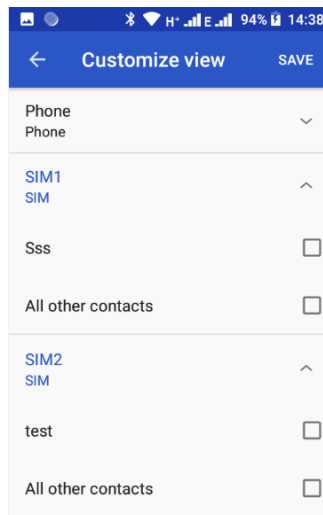 H+ E 94% 14:38
Customize view SAVE
Phone
Phone
SIM1
SIM
Sss
All other contacts
SIM2
SIM
test
All other contacts